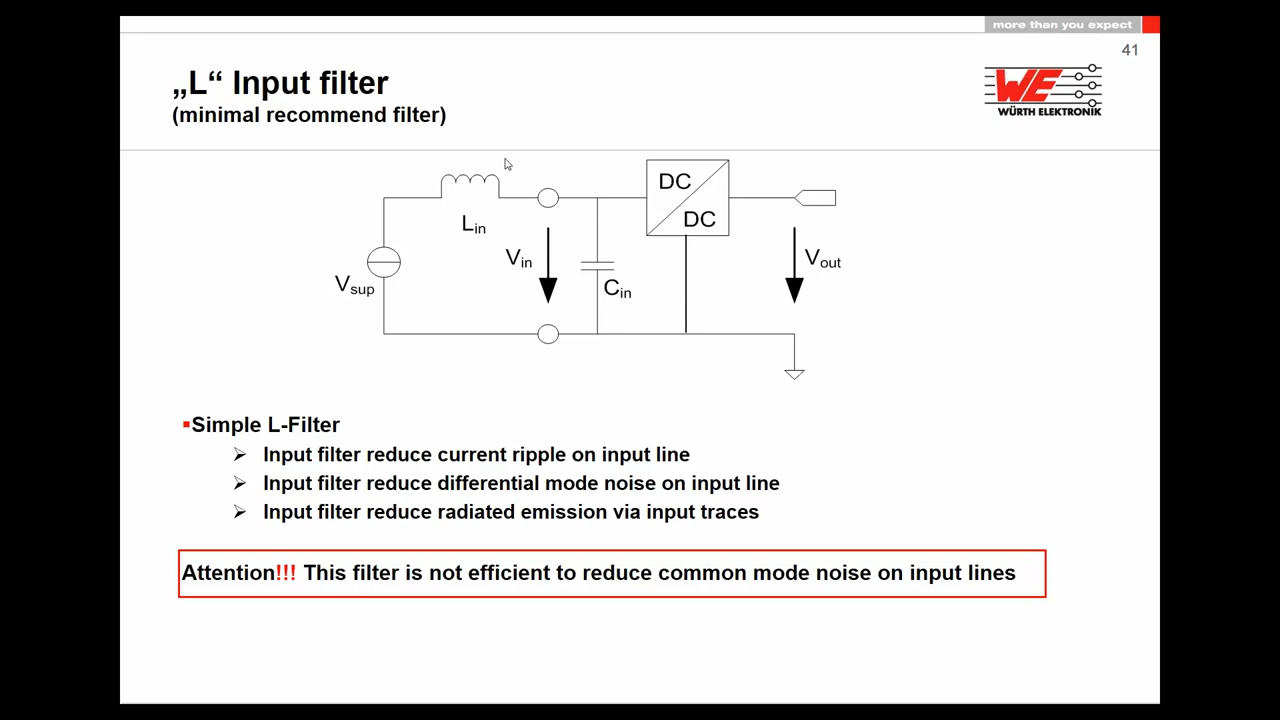 more than you expect
41
„L“ Input filter
(minimal recommend filter)
WE
WÜRTH ELEKTRONIK
DC
DC
Lin
Vin
Vout
Vsup
Cin
Simple L-Filter
Input filter reduce current ripple on input line
Input filter reduce differential mode noise on input line
Input filter reduce radiated emission via input traces
Attention!!! This filter is not efficient to reduce common mode noise on input lines